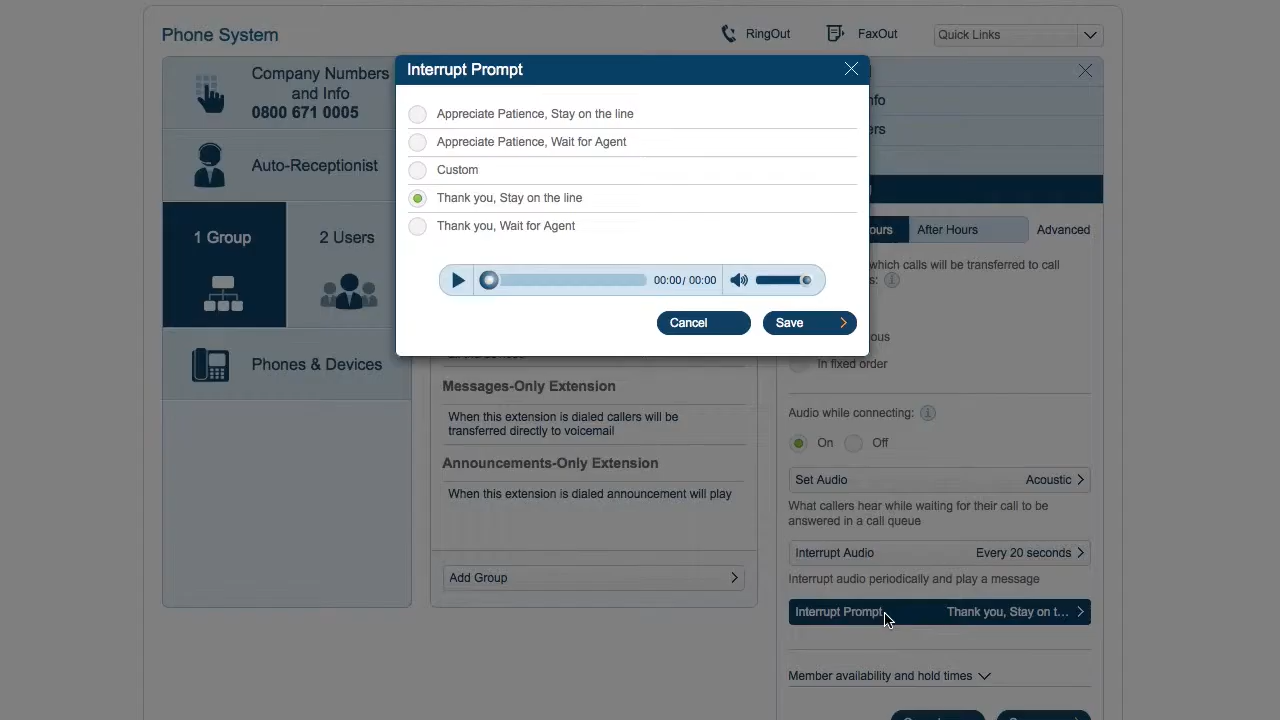 Phone System
RingOut
FaxOut
Quick Links
Company Numbers
and Info
0800 671 0005
Auto-Receptionist
1 Group
2 Users
Phones & Devices
Interrupt Prompt
Appreciate Patience, Stay on the line
Appreciate Patience, Wait for Agent
Custom
Thank you, Stay on the line
Thank you, Wait for Agent
00:00/ 00:00
Cancel
Save
Messages-Only Extension
When this extension is dialed callers will be
transferred directly to voicemail
Announcements-Only Extension
When this extension is dialed announcement will play
Add Group
After Hours
Advanced
which calls will be transferred to call
In fixed order
Audio while connecting:
On
Off
Set Audio Acoustic
What callers hear while waiting for their call to be
answered in a call queue
Interrupt Audio Every 20 seconds
Interrupt audio periodically and play a message
Interrupt Prompt Thank you, Stay on t...
Member availability and hold times